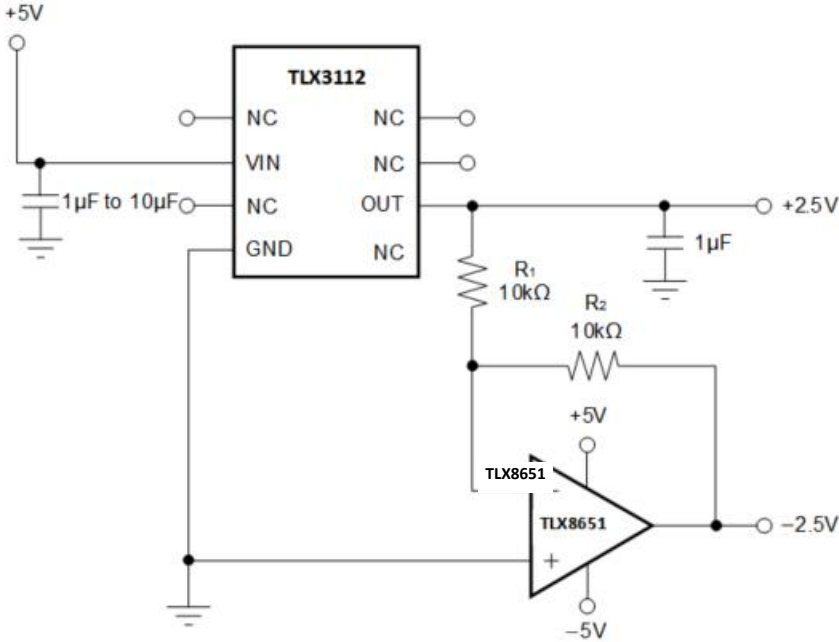 +5V
TLX3112
NC NC
VIN NC
1µF to 10µF NC OUT +2.5V
GND NC
1µF
R₁
10kΩ
R₂
10kΩ
+5V
TLX8651
−
TLX8651 −2.5V
+
−5V